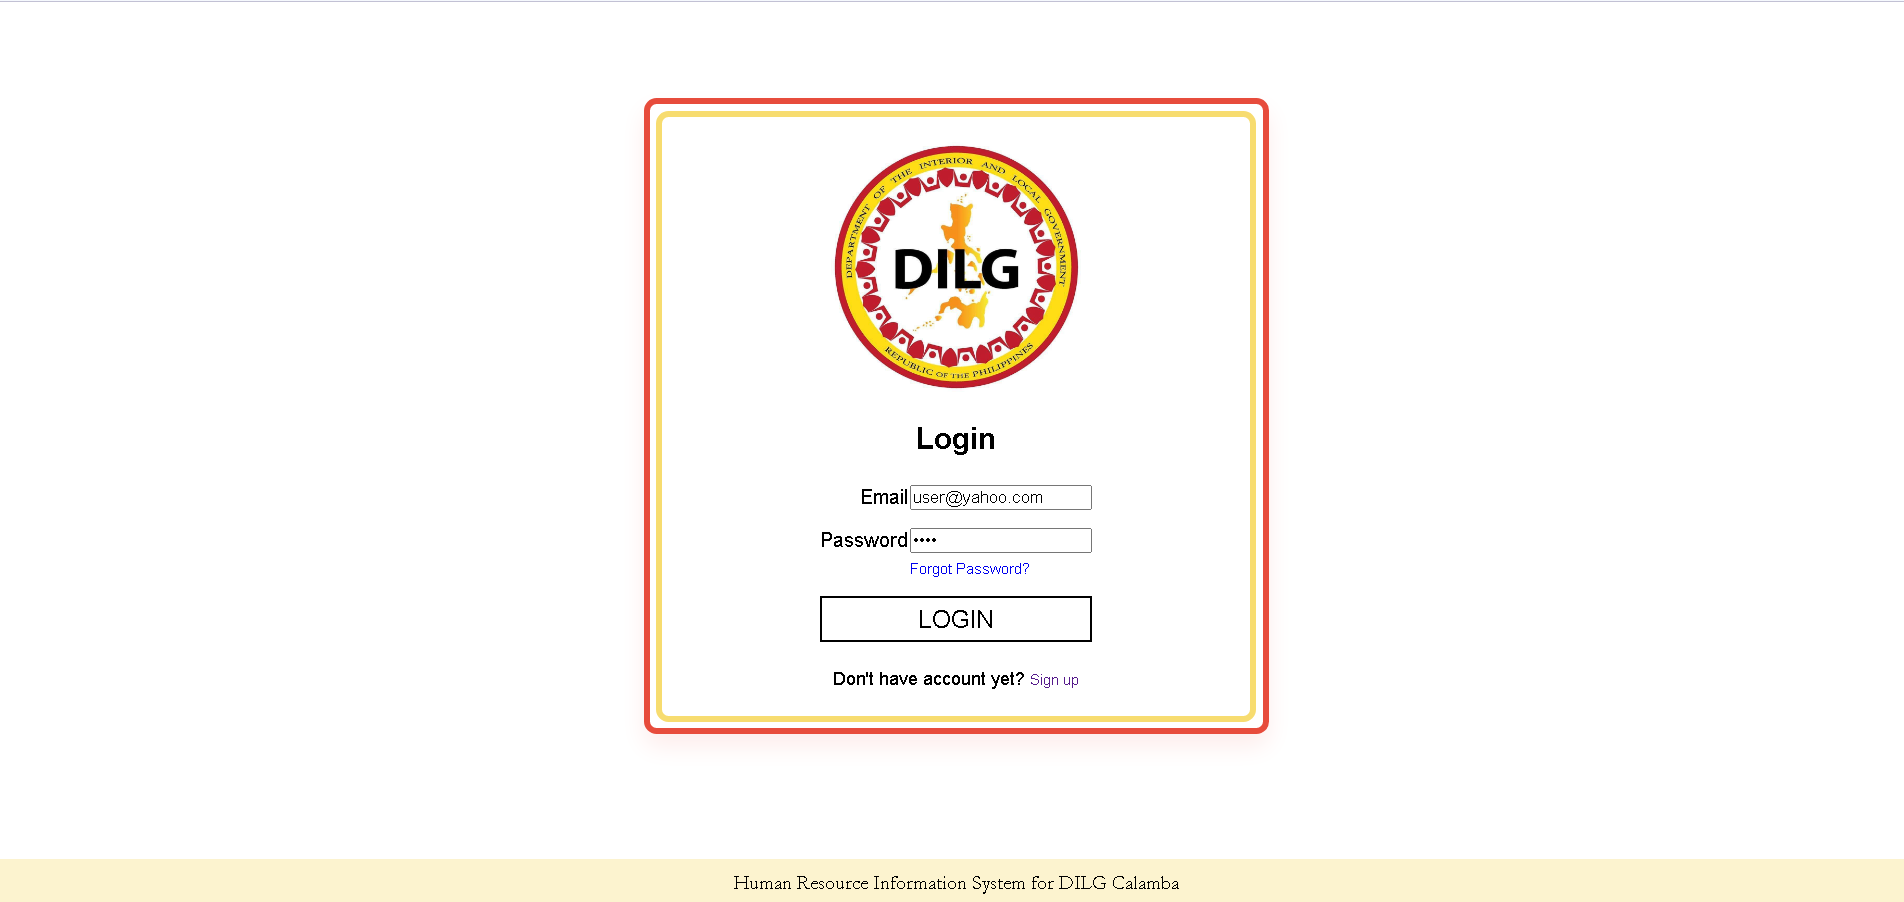 DEPARTMENT OF THE INTERIOR AND LOCAL GOVERNMENT
DILG
REPUBLIC OF THE PHILIPPINES
Login
Email user@yahoo.com
Password ••••
Forgot Password?
LOGIN
Don't have account yet? Sign up
Human Resource Information System for DILG Calamba